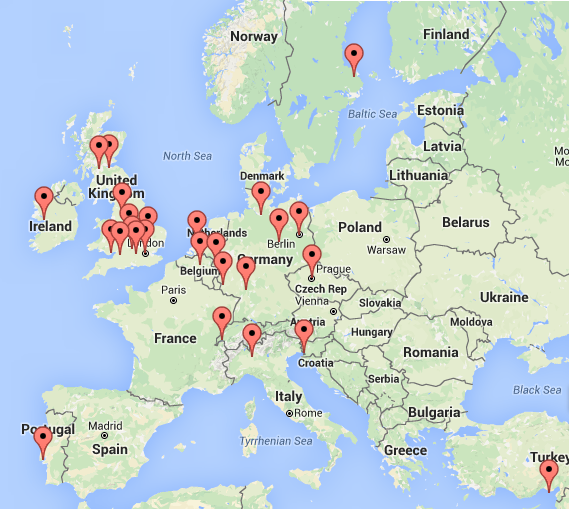 Norway
Finland
Estonia
Baltic Sea
Latvia
North Sea
Denmark
Lithuania
United
Kingdom
Ireland
London
Netherlands
Berlin
Poland
Warsaw
Belarus
Belgium
Germany
Prague
Czech Rep
Paris
Vienna
Slovakia
Ukraine
Austria
Moldova
France
Hungary
Romania
Croatia
Serbia
Italy
Rome
Black Sea
Bulgaria
Portugal
Madrid
Spain
Tyrrhenian Sea
Greece
Turkey
Mo
Mo